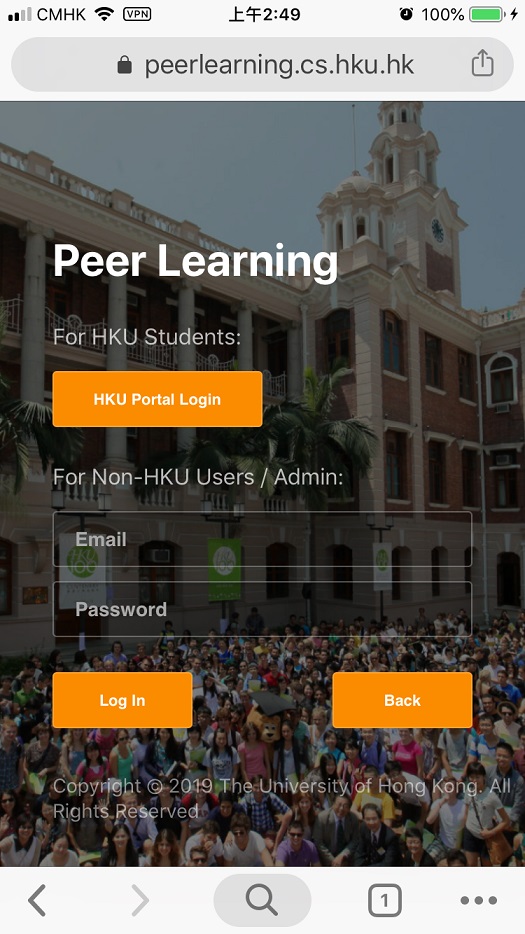 CMHK VPN 上午2:49 100%
peerlearning.cs.hku.hk
Peer Learning
For HKU Students:
HKU Portal Login
For Non-HKU Users / Admin:
Email
Password
Log In Back
Copyright © 2019 The University of Hong Kong. All
Rights Reserved
1